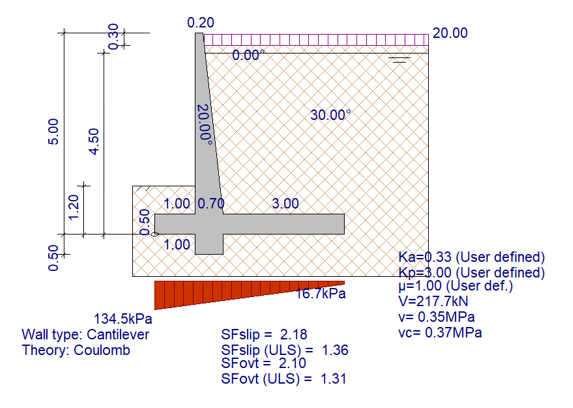 0.20
0.30
20.00
0.00°
5.00
4.50
20.00°
30.00°
1.20
0.50
1.00 0.70 3.00
1.00
0.50
Ka=0.33 (User defined)
Kp=3.00 (User defined)
µ=1.00 (User def.)
V=217.7kN
v= 0.35MPa
vc= 0.37MPa
16.7kPa
134.5kPa
Wall type: Cantilever
Theory: Coulomb
SFslip = 2.18
SFslip (ULS) = 1.36
SFovt = 2.10
SFovt (ULS) = 1.31